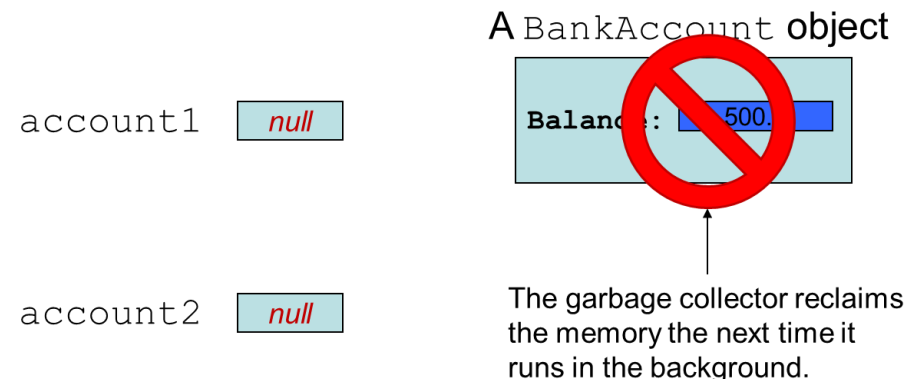 A BankAccount object
account1 null
Balance: 500.
account2 null
The garbage collector reclaims
the memory the next time it
runs in the background.